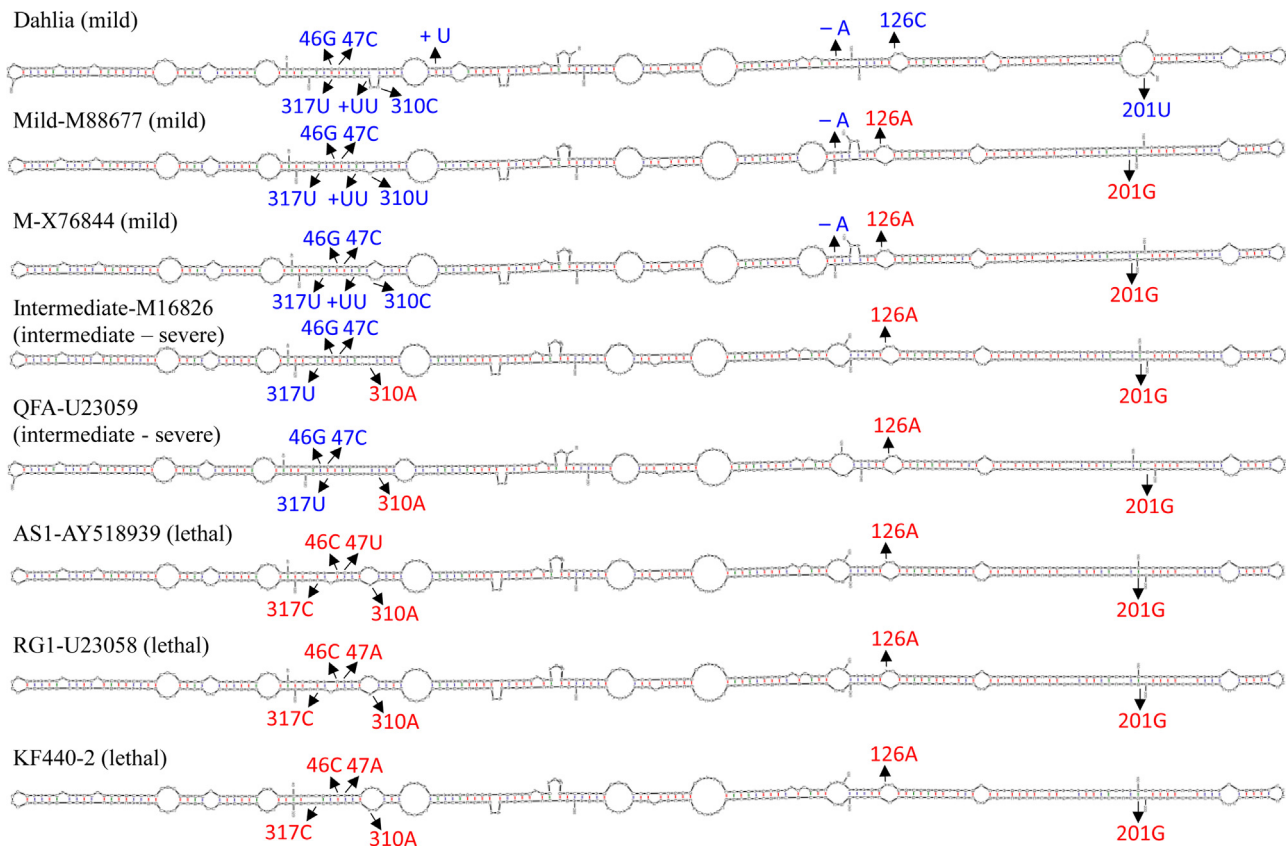 Dahlia (mild)
46G 47C + U – A 126C
317U +UU 310C 201U
Mild-M88677 (mild)
46G 47C – A 126A
317U +UU 310U 201G
M-X76844 (mild)
46G 47C – A 126A
317U +UU 310C 201G
Intermediate-M16826
(intermediate – severe)
46G 47C 126A
317U 310A 201G
QFA-U23059
(intermediate - severe)
46G 47C 126A
317U 310A 201G
AS1-AY518939 (lethal)
46C 47U 126A
317C 310A 201G
RG1-U23058 (lethal)
46C 47A 126A
317C 310A 201G
KF440-2 (lethal)
46C 47A 126A
317C 310A 201G